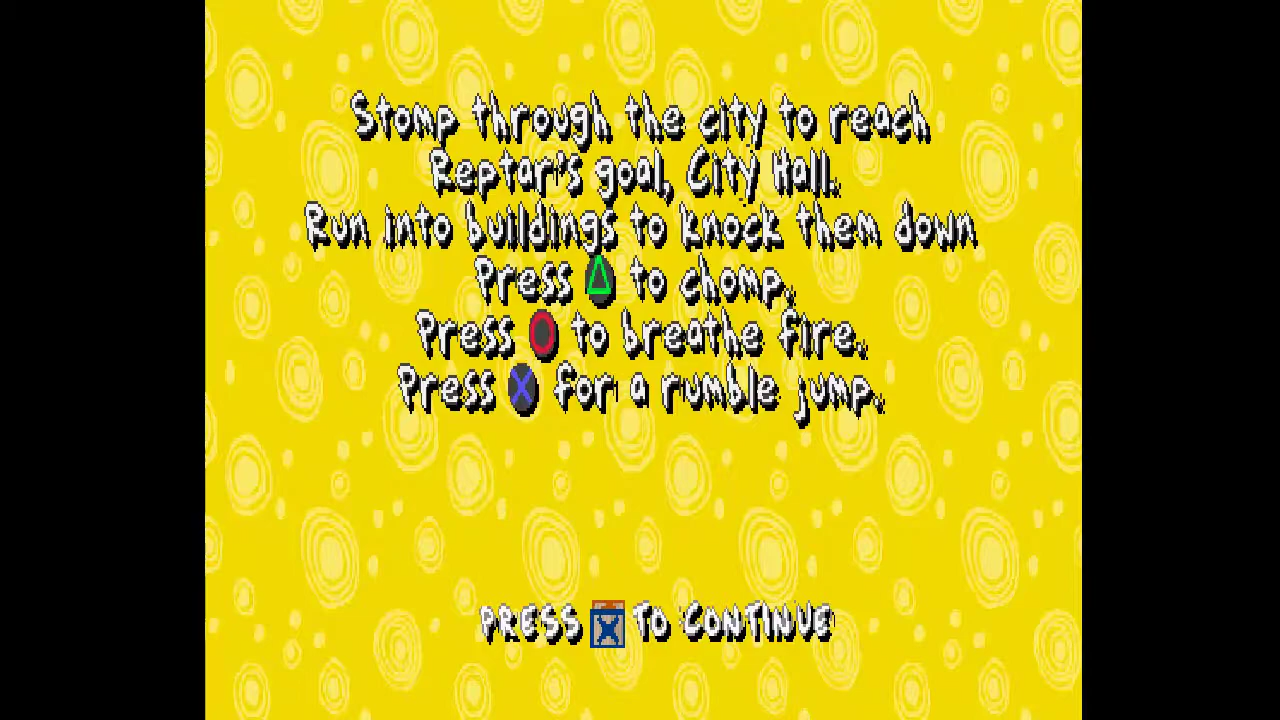 Stomp through the city to reach
Reptar's goal, City Hall.
Run into buildings to knock them down
Press △ to chomp.
Press ○ to breathe fire.
Press X for a rumble jump.
PRESS X TO CONTINUE